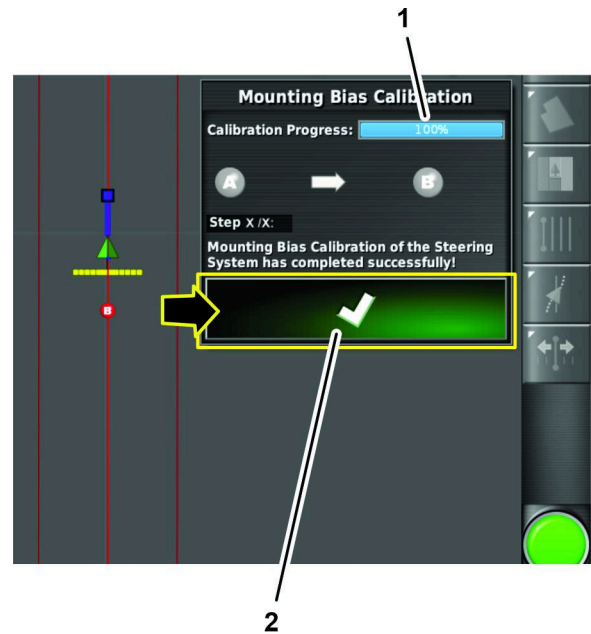 1
Mounting Bias Calibration
Calibration Progress: 100%
A B
Step X /X:
Mounting Bias Calibration of the Steering
System has completed successfully!
B
2